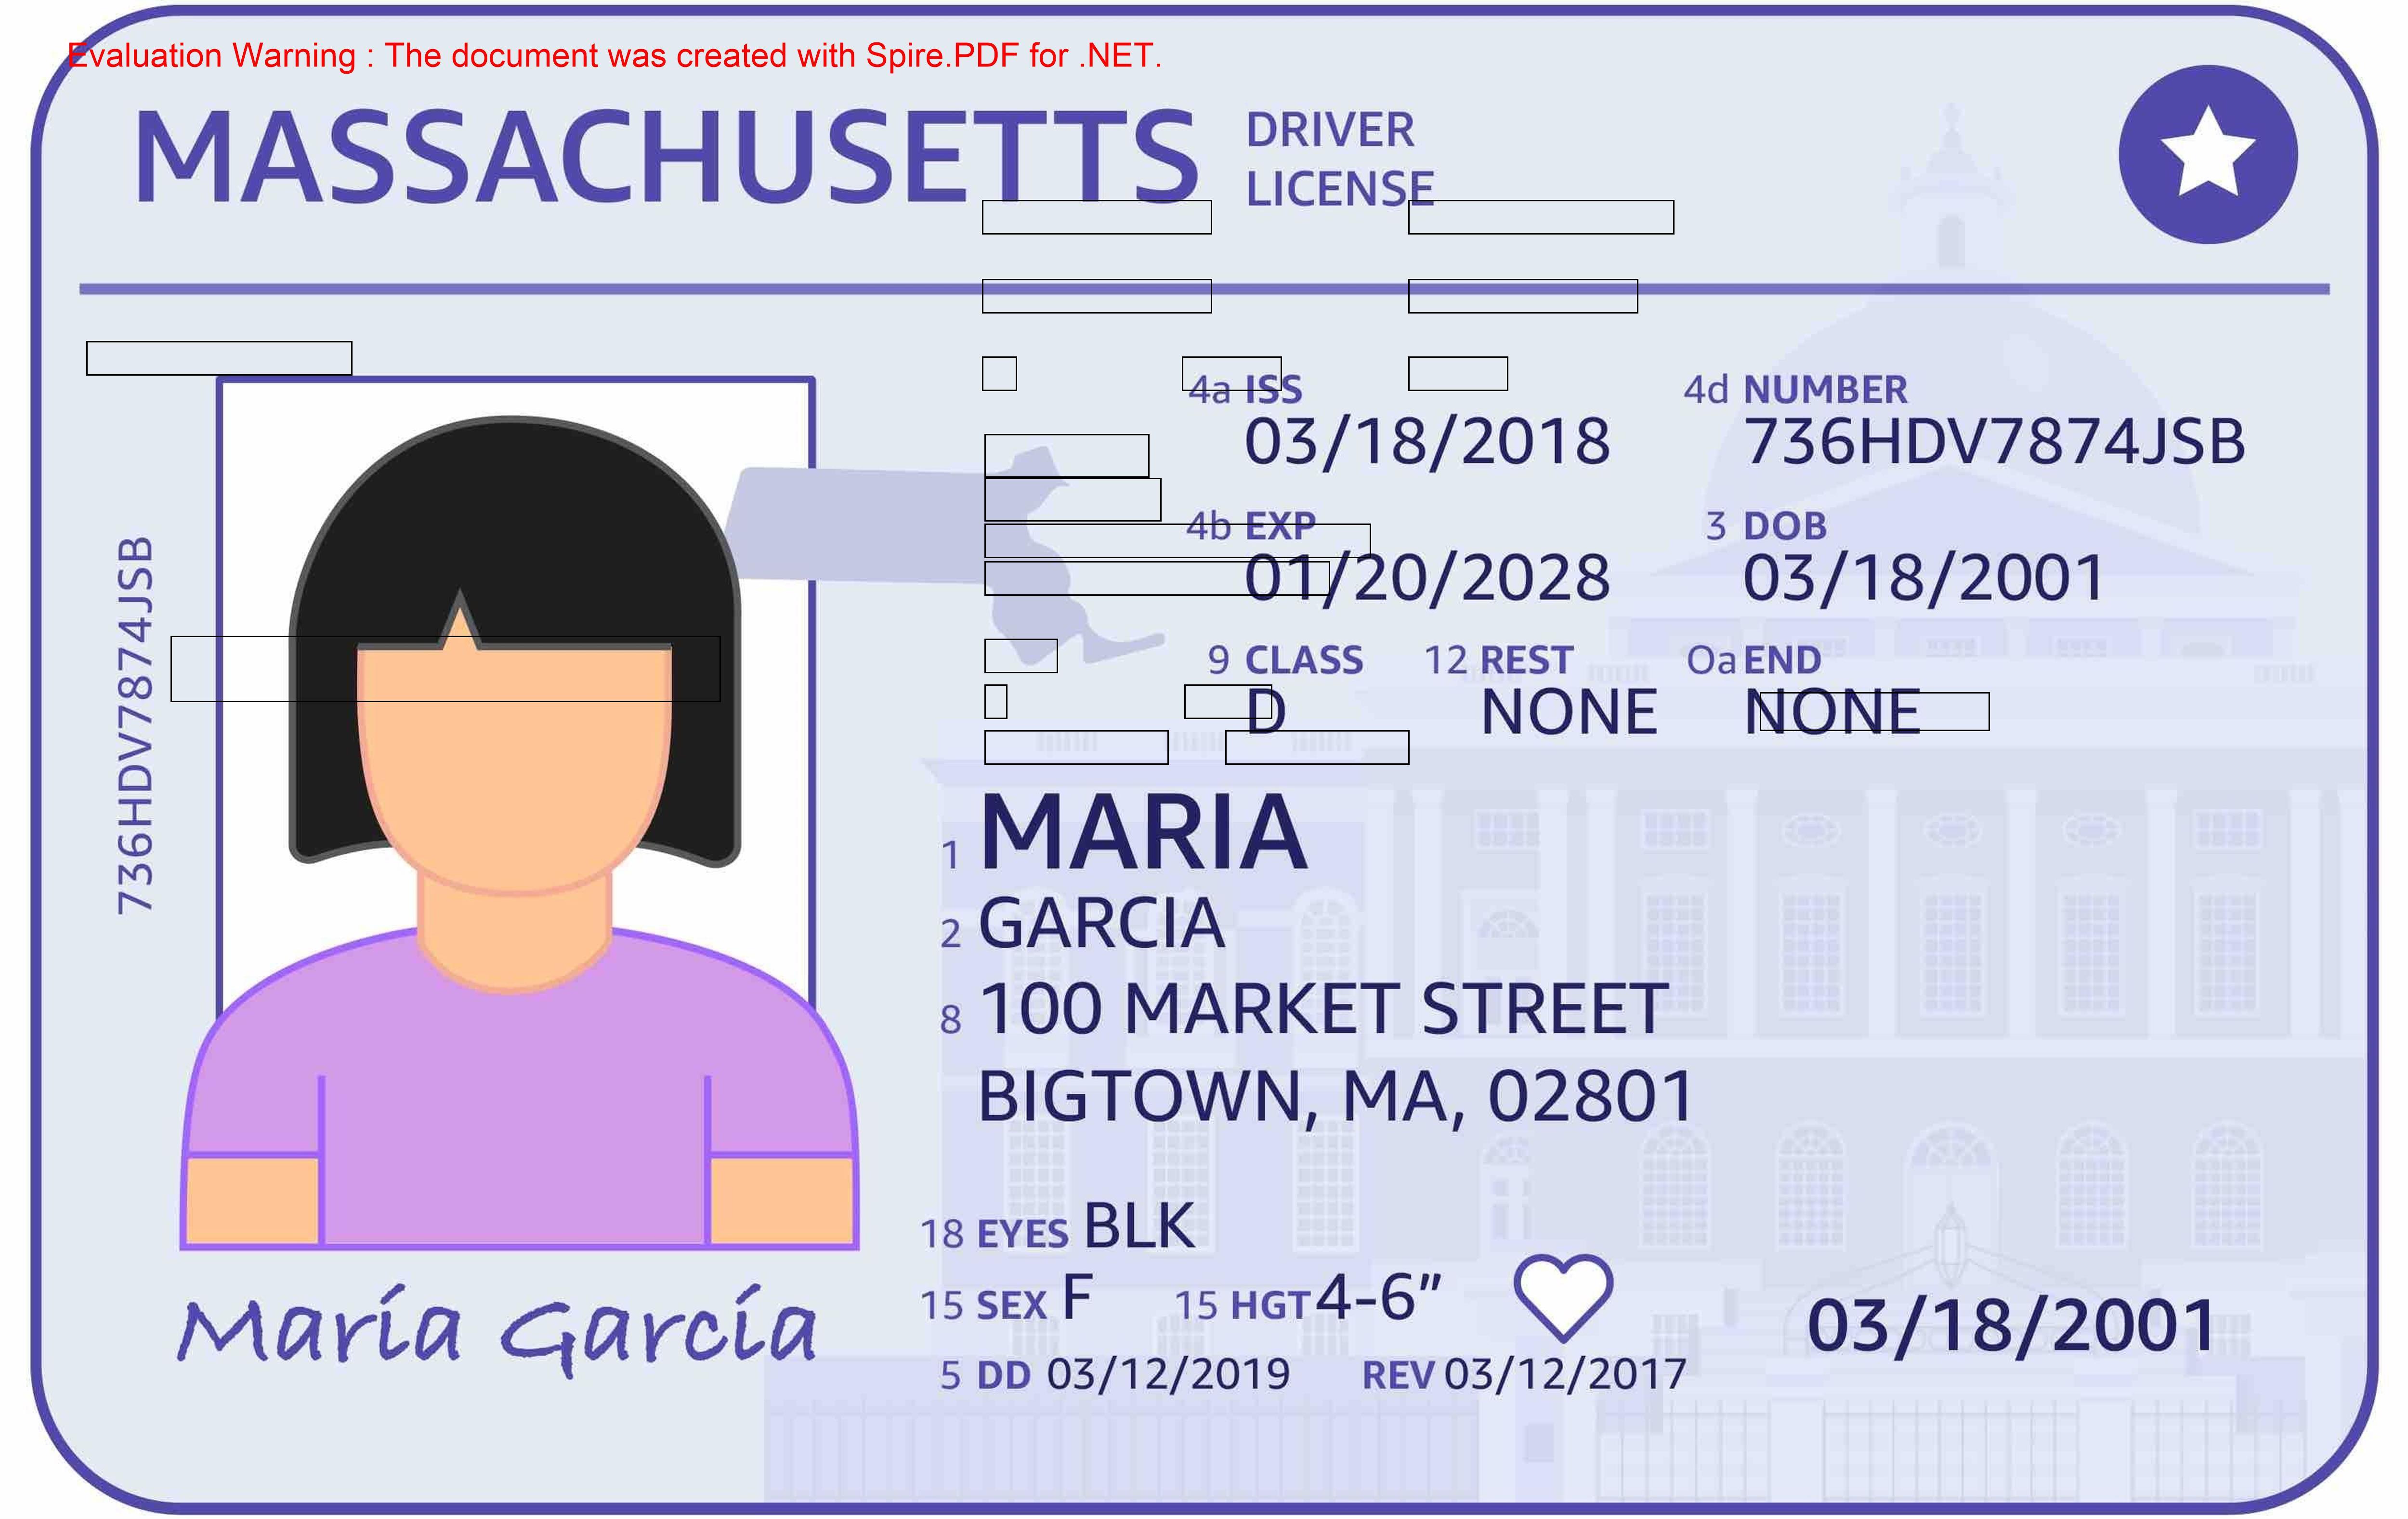 Evaluation Warning : The document was created with Spire.PDF for .NET.
MASSACHUSETTS DRIVER LICENSE
4a ISS 03/18/2018
4d NUMBER 736HDV7874JSB
4b EXP 01/20/2028
3 DOB 03/18/2001
9 CLASS D
12 REST NONE
Oa END NONE
736HDV7874JSB
1 MARIA
2 GARCIA
8 100 MARKET STREET
BIGTOWN, MA, 02801
18 EYES BLK
15 SEX F 15 HGT 4-6"
5 DD 03/12/2019 REV 03/12/2017
03/18/2001
Maria Garcia